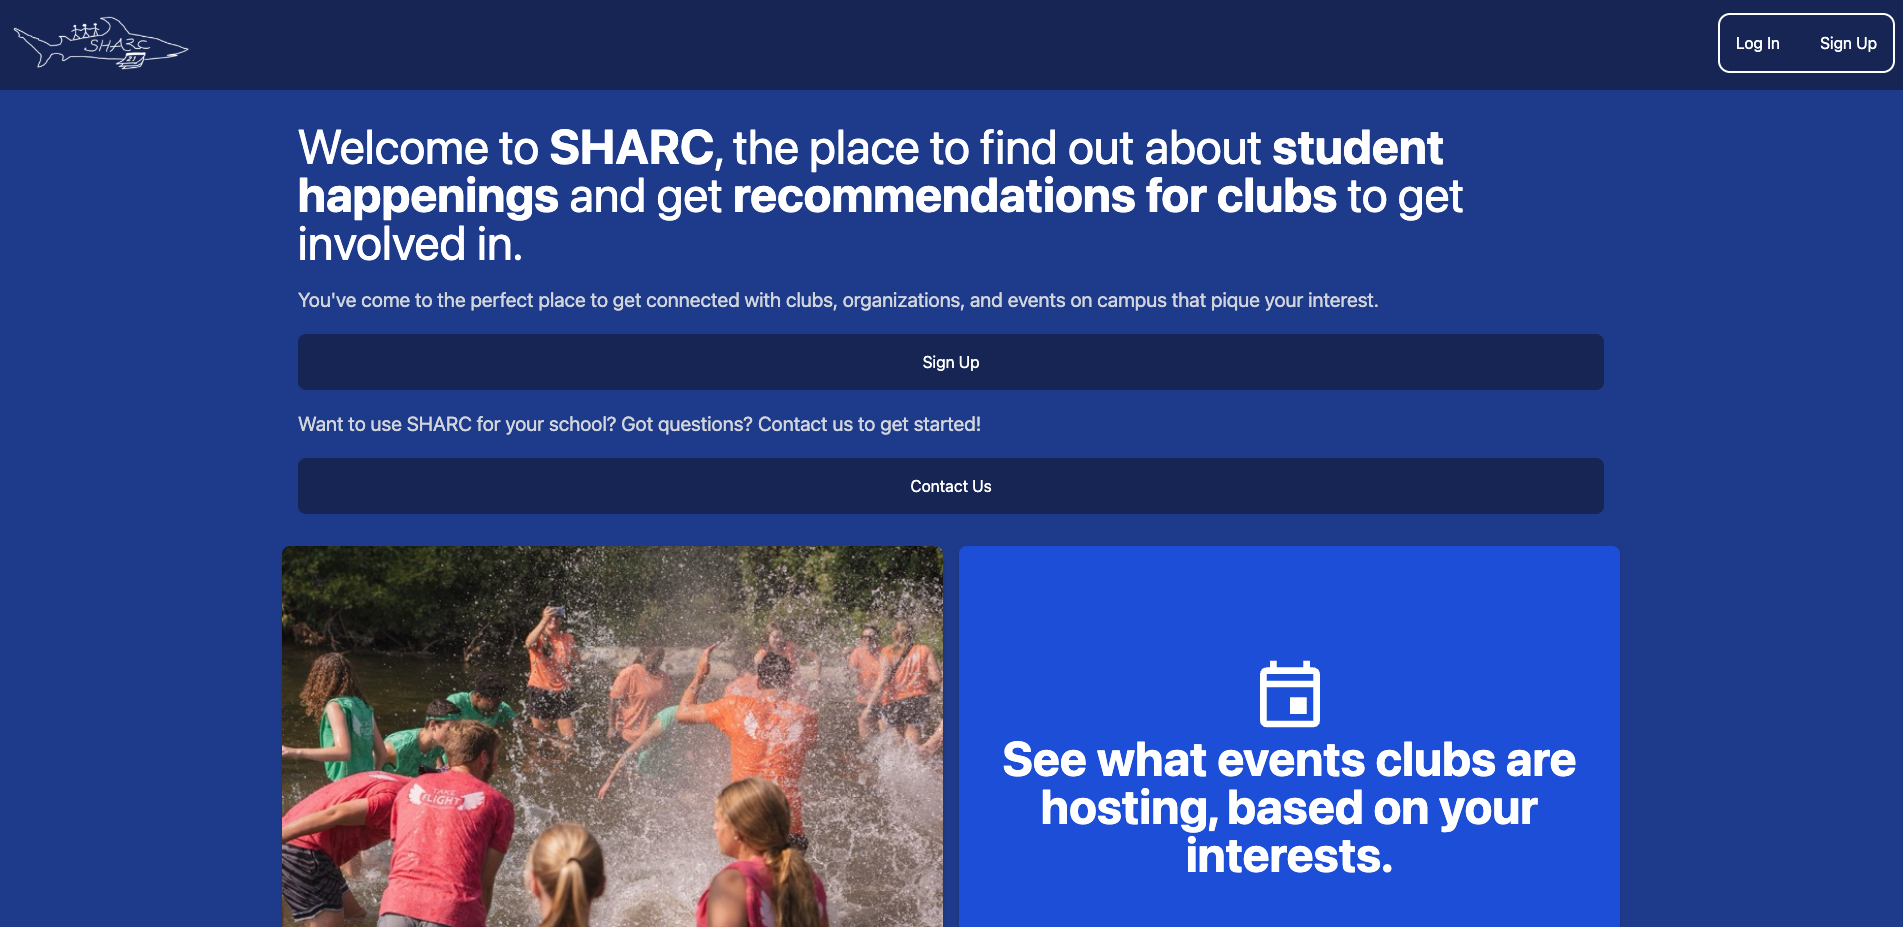 SHARC
21
Log In
Sign Up
Welcome to SHARC, the place to find out about student
happenings and get recommendations for clubs to get
involved in.
You've come to the perfect place to get connected with clubs, organizations, and events on campus that pique your interest.
Sign Up
Want to use SHARC for your school? Got questions? Contact us to get started!
Contact Us
TAKE
FLIGHT
See what events clubs are
hosting, based on your
interests.